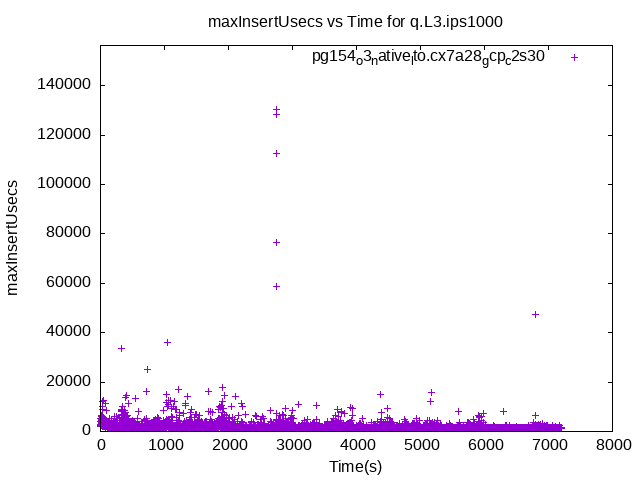 maxInsertUsecs vs Time for q.L3.ips1000
pg154o3native_lto.cx7a28gcpc2s30
140000
120000
100000
80000
60000
40000
20000
0
maxInsertUsecs
0 1000 2000 3000 4000 5000 6000 7000 8000
Time(s)